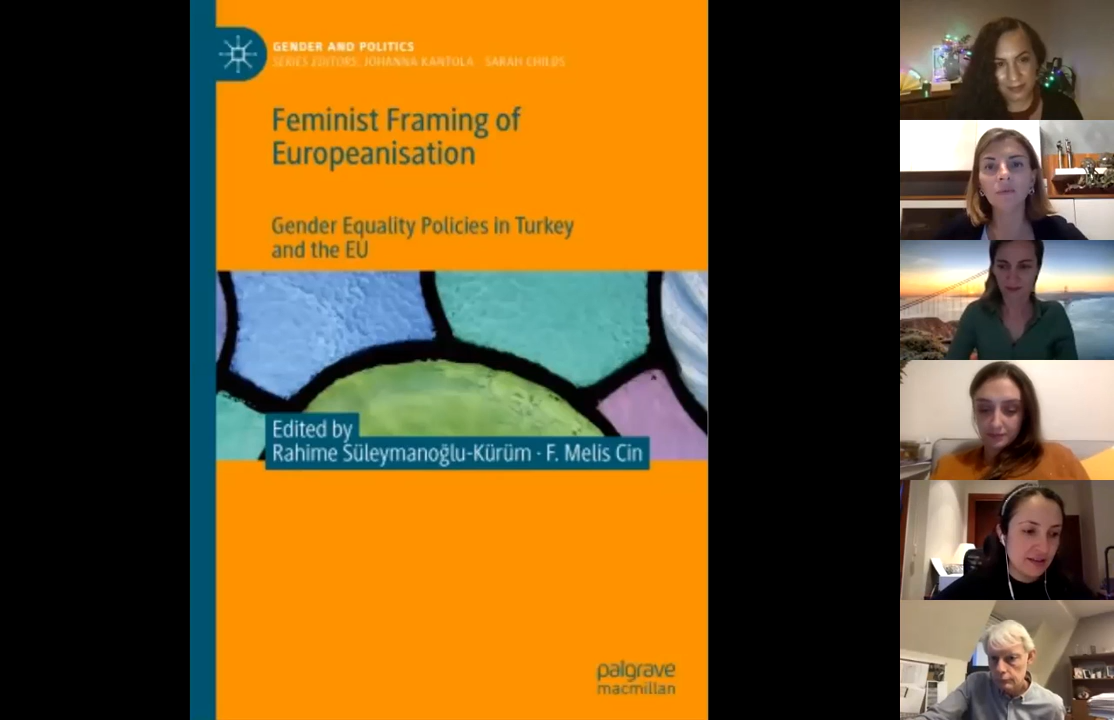 GENDER AND POLITICS
SERIES EDITORS: JOHANNA KANTOLA · SARAH CHILDS
Feminist Framing of
Europeanisation
Gender Equality Policies in Turkey
and the EU
Edited by
Rahime Süleymanoğlu-Kürüm · F. Melis Cin
palgrave
macmillan